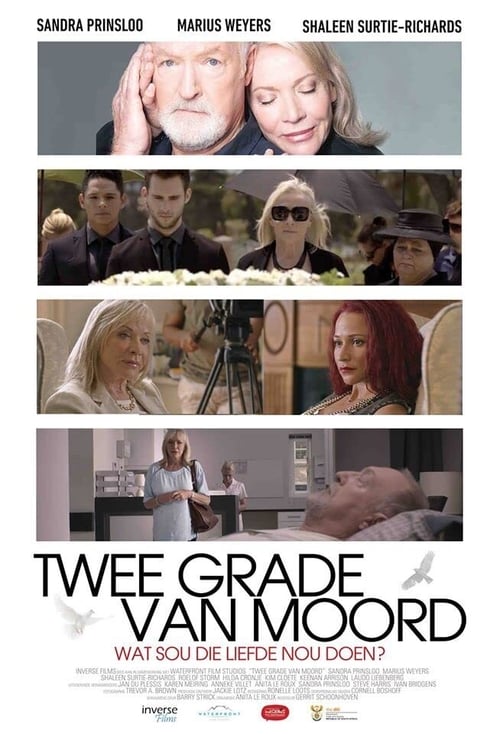 SANDRA PRINSLOO MARIUS WEYERS SHALEEN SURTIE-RICHARDS
TWEE GRADE
VAN MOORD
WAT SOU DIE LIEFDE NOU DOEN?
INVERSE FILMS WATERFRONT FILM STUDIOS "TWEE GRADE VAN MOORD" SANDRA PRINSLOO MARIUS WEYERS
SHALEEN SURTIE-RICHARDS ROELOF STORM HILDA CRONJE KIM CLOETE KEENAN ARRISON LAUDO LIEBENBERG
JAN DU PLESSIS KAREN MEIRING ANNEKE VILLET ANITA LE ROUX SANDRA PRINSLOO STEVE HARRIS IVAN BRIDGENS
TREVOR A. BROWN JACKIE LOTZ RONELLE LOOTS CORNELL BOSHOFF
BARRY STRICK ANITA LE ROUX GERRIT SCHOONHOVEN
inverse Films
WATERFRONT